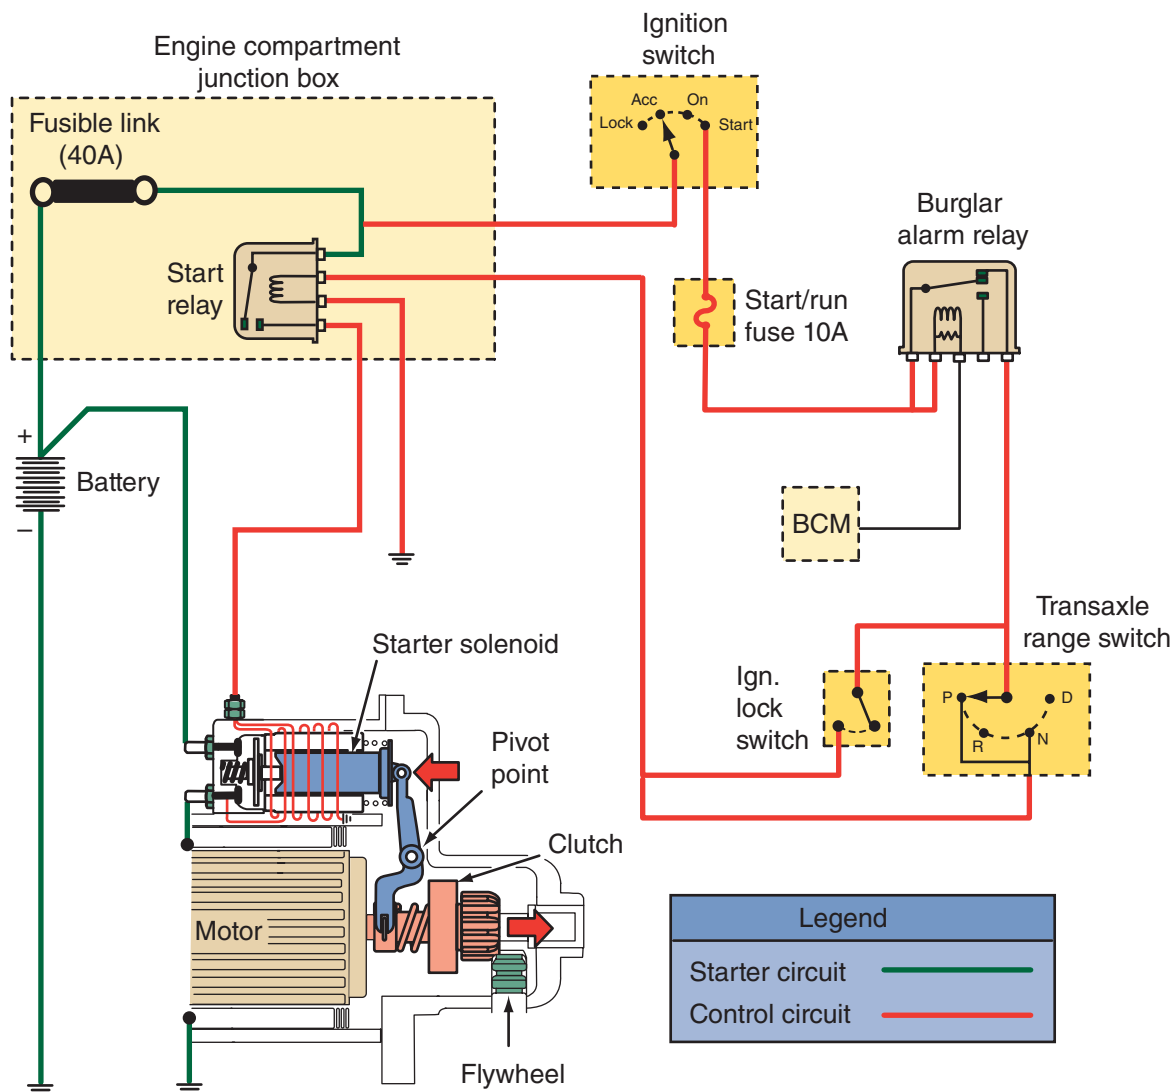 Engine compartment
junction box
Fusible link
(40A)
Start
relay
Ignition
switch
Acc
On
Lock
Start
Start/run
fuse 10A
Burglar
alarm relay
+
Battery
−
BCM
Transaxle
range switch
P
D
R
N
Ign.
lock
switch
Starter solenoid
Pivot
point
Clutch
Motor
Flywheel
Legend
Starter circuit
Control circuit